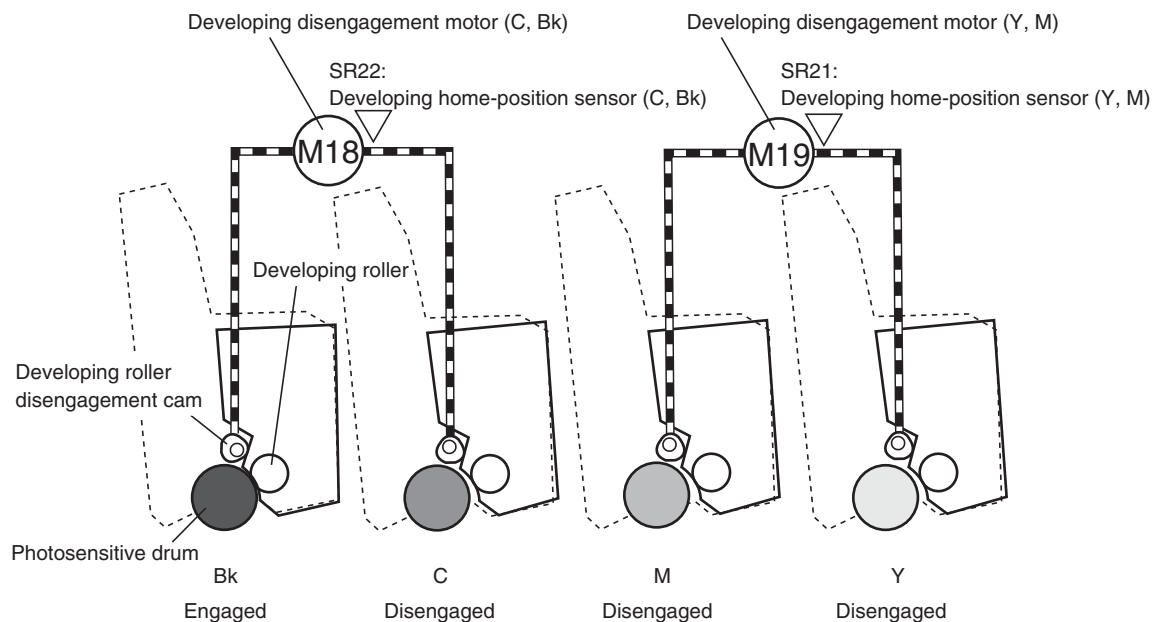 Developing disengagement motor (C, Bk)
Developing disengagement motor (Y, M)
SR22:
Developing home-position sensor (C, Bk)
SR21:
Developing home-position sensor (Y, M)
M18
M19
Developing roller
Developing roller
disengagement cam
Photosensitive drum
Bk
C
M
Y
Engaged
Disengaged
Disengaged
Disengaged